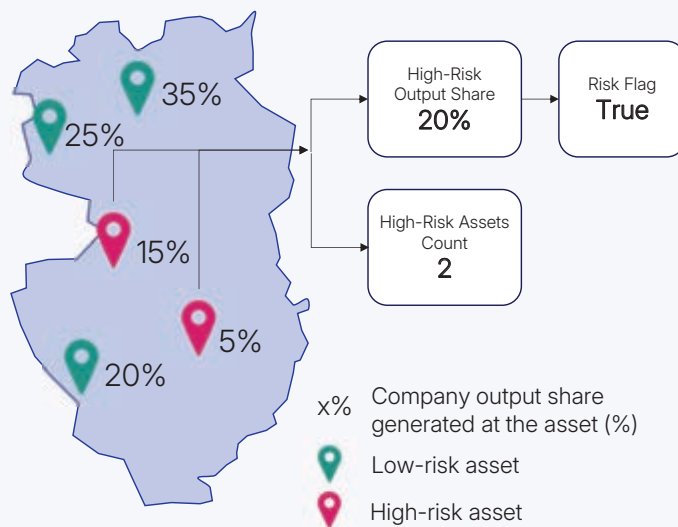 35%
25%
15%
5%
20%
High-Risk
Output Share
20%
Risk Flag
True
High-Risk Assets
Count
2
x% Company output share
generated at the asset (%)
Low-risk asset
High-risk asset